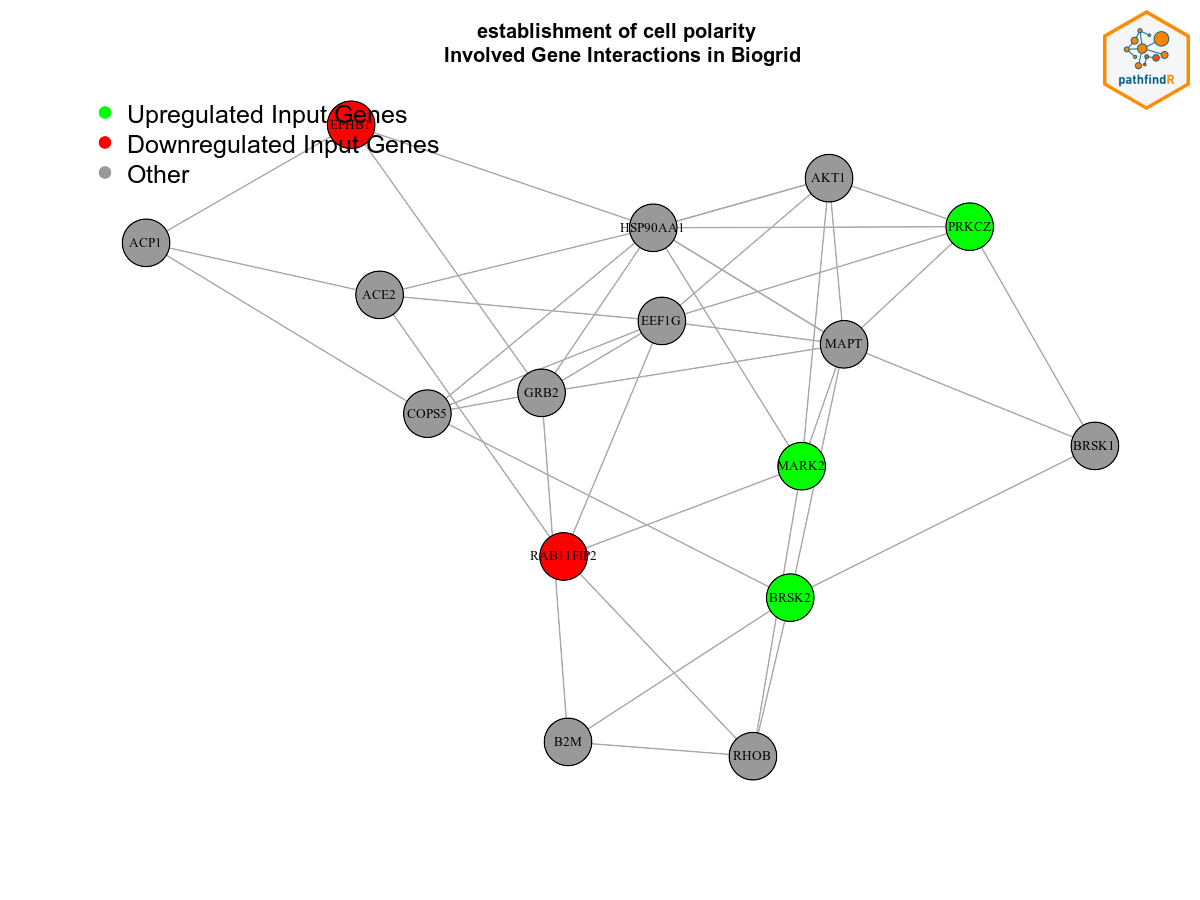 establishment of cell polarity
Involved Gene Interactions in Biogrid
pathfindR
Upregulated Input Genes
Downregulated Input Genes
Other
EPHB1
AKT1
HSP90AA1
PRKCZ
ACP1
ACE2
EEF1G
MAPT
GRB2
COPS5
BRSK1
MARK2
RAB11FIP2
BRSK2
B2M
RHOB